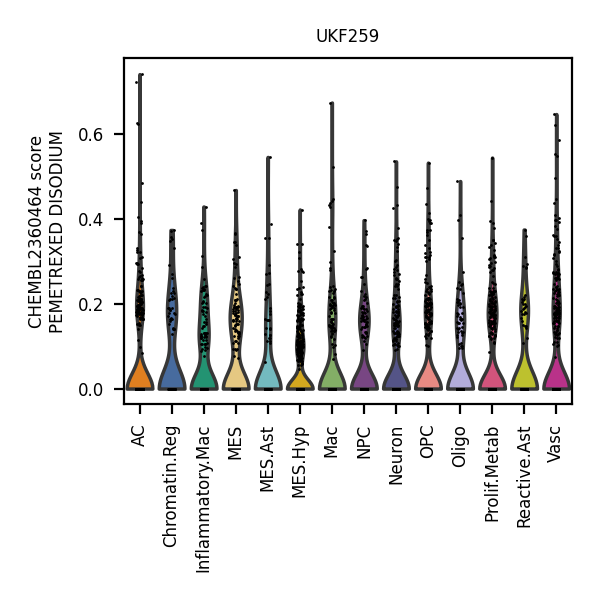 UKF259
CHEMBL2360464 score
PEMETREXED DISODIUM
0.6
0.4
0.2
0.0
AC
Chromatin.Reg
Inflammatory.Mac
MES
MES.Ast
MES.Hyp
Mac
NPC
Neuron
OPC
Oligo
Prolif.Metab
Reactive.Ast
Vasc